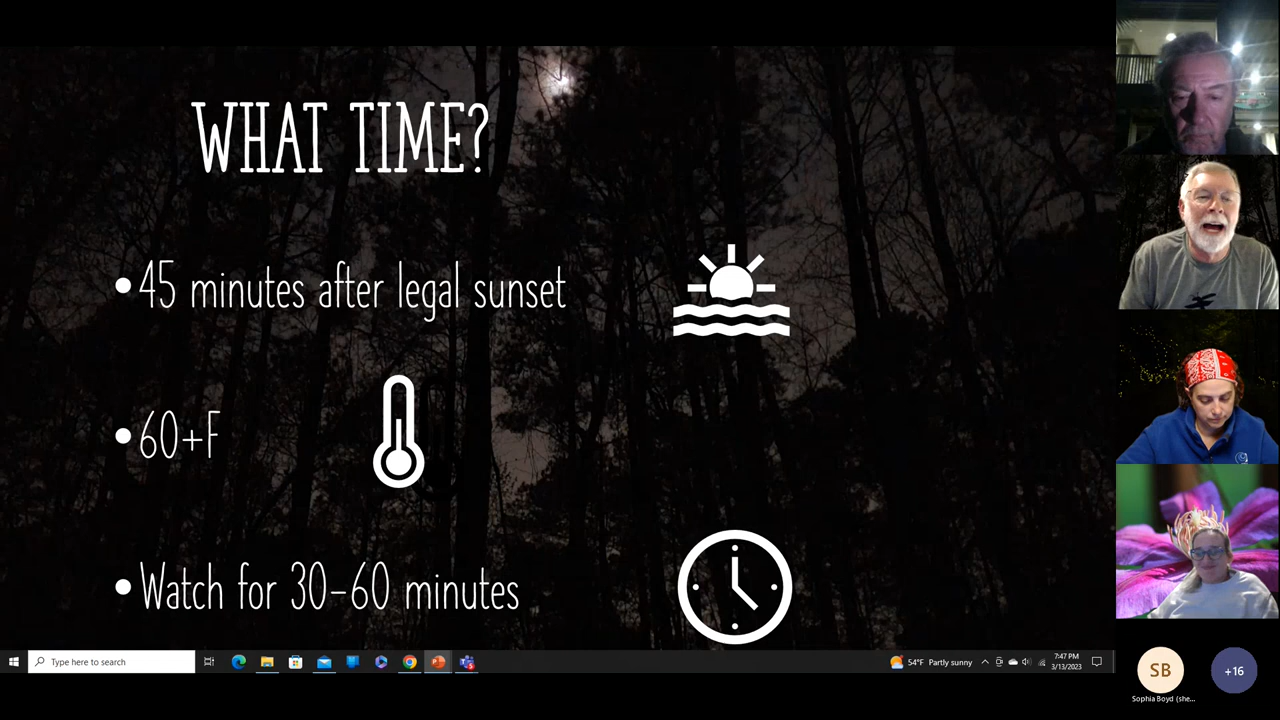 WHAT TIME?
•45 minutes after legal sunset
•60+F
•Watch for 30-60 minutes
Type here to search
54°F Partly sunny
7:47 PM
3/13/2023
SB
+16
Sophia Boyd (she...